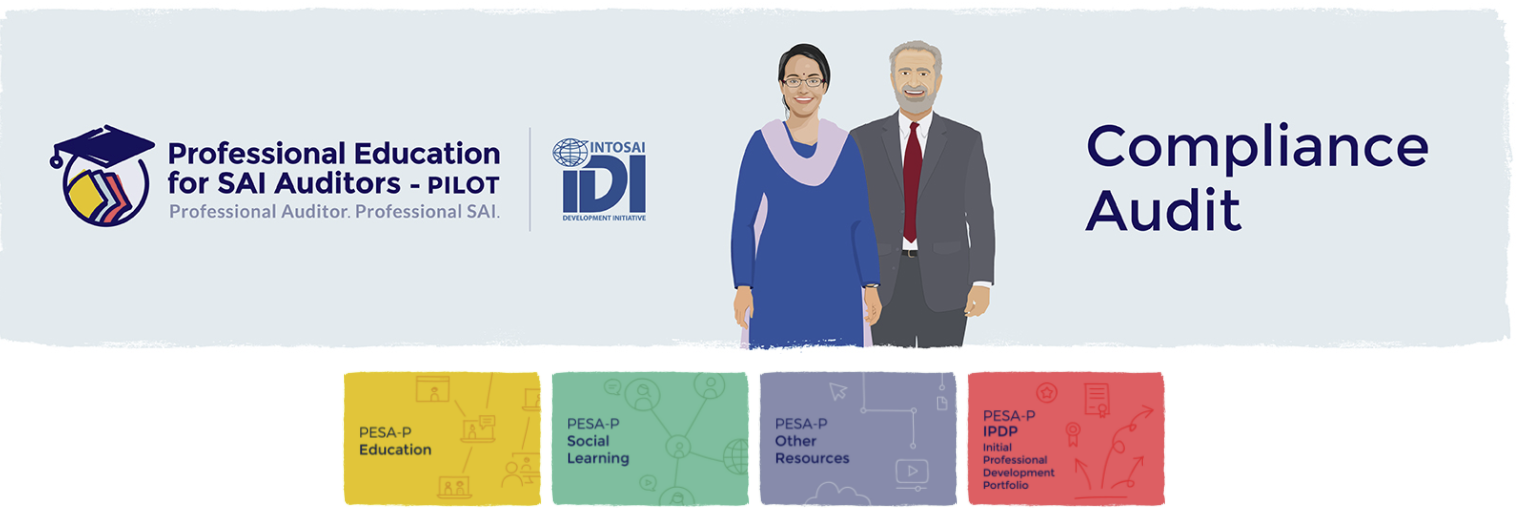 Professional Education
for SAI Auditors - PILOT
Professional Auditor. Professional SAI.
INTOSAI
IDI
DEVELOPMENT INITIATIVE
Compliance
Audit
PESA-P
Education
PESA-P
Social
Learning
PESA-P
Other
Resources
PESA-P
IPDP
Initial
Professional
Development
Portfolio